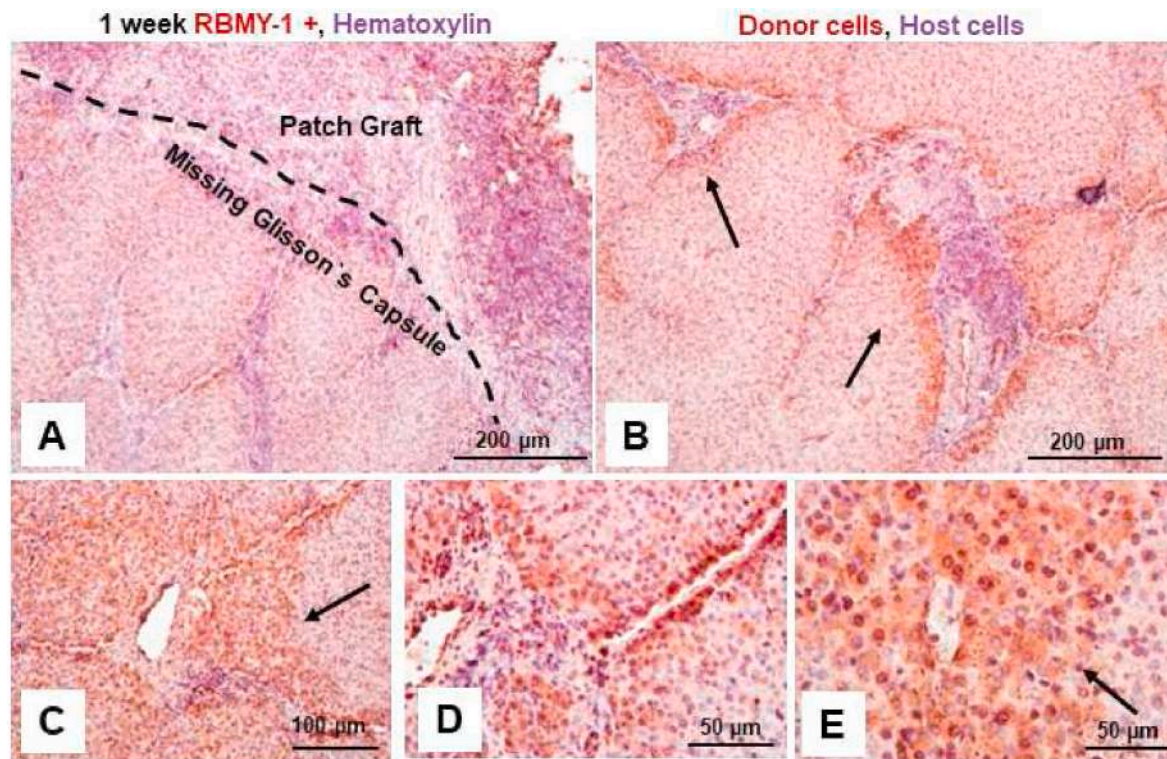 1 week RBMY-1 +, Hematoxylin
Donor cells, Host cells
Patch Graft
Missing Glisson`s Capsule
A
200 µm
B
200 µm
C
100 µm
D
50 µm
E
50 µm